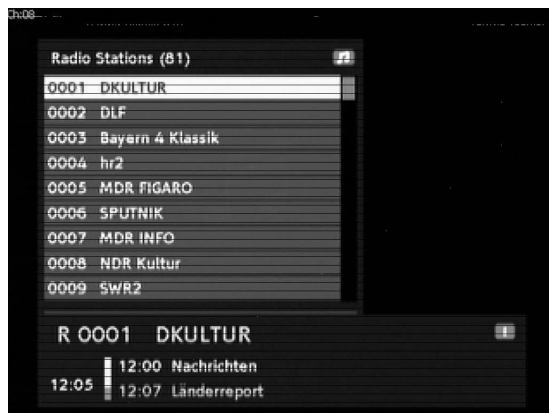 Ch:08
Radio Stations (81)
0001 DKULTUR
0002 DLF
0003 Bayern 4 Klassik
0004 hr2
0005 MDR FIGARO
0006 SPUTNIK
0007 MDR INFO
0008 NDR Kultur
0009 SWR2
R 0001 DKULTUR
12:00 Nachrichten
12:05
12:07 Länderreport